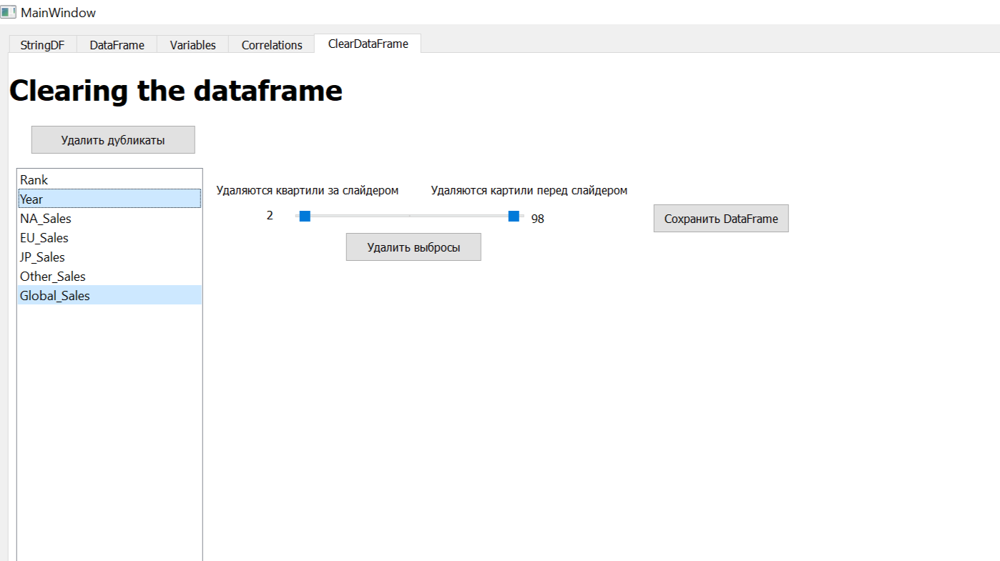 MainWindow
StringDF
DataFrame
Variables
Correlations
ClearDataFrame
Clearing the dataframe
Удалить дубликаты
Rank
Year
NA_Sales
EU_Sales
JP_Sales
Other_Sales
Global_Sales
Удаляются квартили за слайдером
Удаляются картили перед слайдером
2
98
Удалить выбросы
Сохранить DataFrame